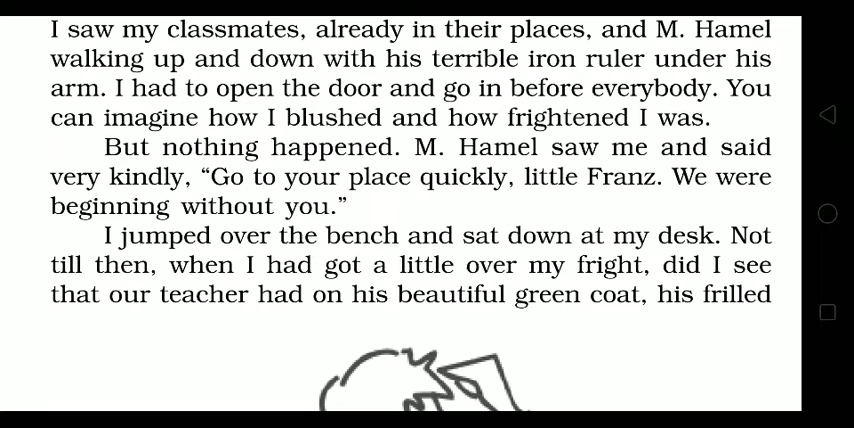 I saw my classmates, already in their places, and M. Hamel
walking up and down with his terrible iron ruler under his
arm. I had to open the door and go in before everybody. You
can imagine how I blushed and how frightened I was.
But nothing happened. M. Hamel saw me and said
very kindly, “Go to your place quickly, little Franz. We were
beginning without you.”
I jumped over the bench and sat down at my desk. Not
till then, when I had got a little over my fright, did I see
that our teacher had on his beautiful green coat, his frilled